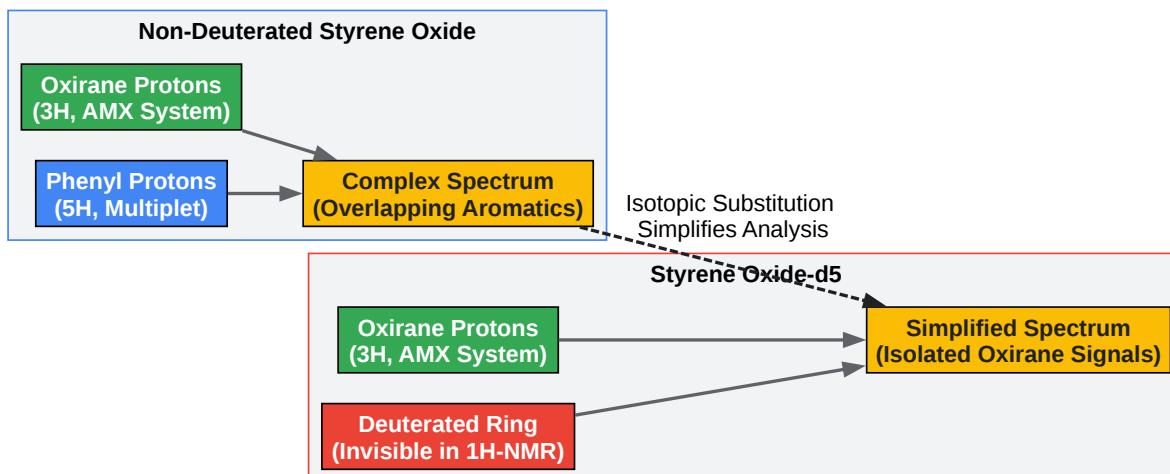 Non-Deuterated Styrene Oxide
Oxirane Protons
(3H, AMX System)
Phenyl Protons
(5H, Multiplet)
Complex Spectrum
(Overlapping Aromatics)
Isotopic Substitution
Simplifies Analysis
Styrene Oxide-d5
Oxirane Protons
(3H, AMX System)
Simplified Spectrum
(Isolated Oxirane Signals)
Deuterated Ring
(Invisible in 1H-NMR)